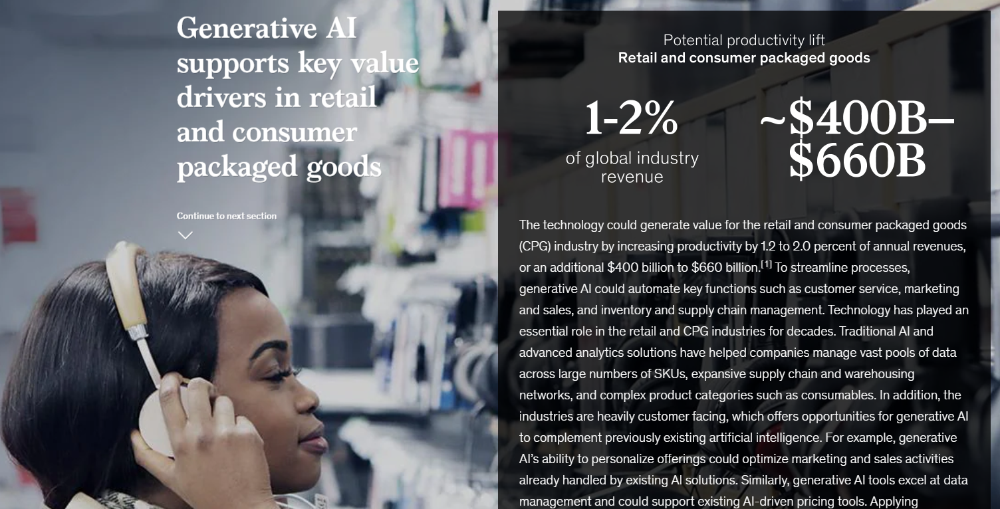 Generative AI
supports key value
drivers in retail
and consumer
packaged goods
Continue to next section
Potential productivity lift
Retail and consumer packaged goods
1-2%
of global industry
revenue
~$400B–
$660B
The technology could generate value for the retail and consumer packaged goods
(CPG) industry by increasing productivity by 1.2 to 2.0 percent of annual revenues,
or an additional $400 billion to $660 billion.[1] To streamline processes,
generative AI could automate key functions such as customer service, marketing
and sales, and inventory and supply chain management. Technology has played an
essential role in the retail and CPG industries for decades. Traditional AI and
advanced analytics solutions have helped companies manage vast pools of data
across large numbers of SKUs, expansive supply chain and warehousing
networks, and complex product categories such as consumables. In addition, the
industries are heavily customer facing, which offers opportunities for generative AI
to complement previously existing artificial intelligence. For example, generative
AI’s ability to personalize offerings could optimize marketing and sales activities
already handled by existing AI solutions. Similarly, generative AI tools excel at data
management and could support existing AI-driven pricing tools. Applying